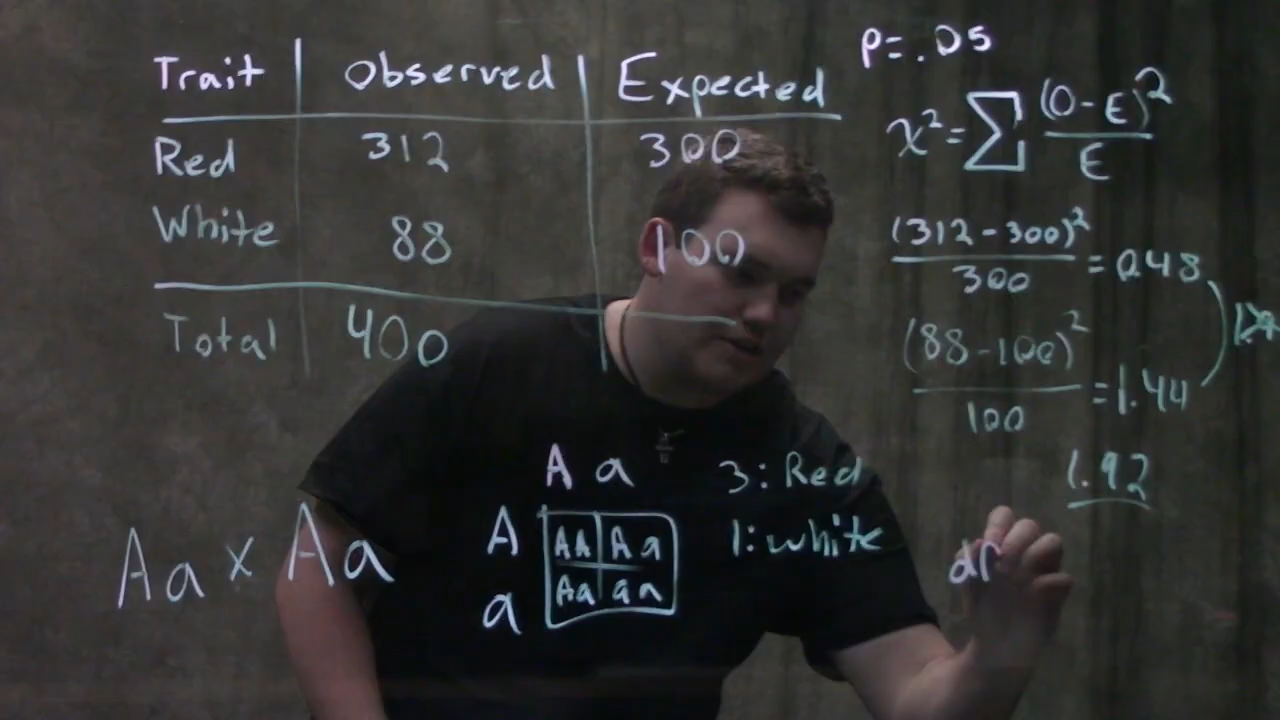 Trait Observed Expected
Red 312 300
White 88 100
Total 400
p=.05
χ²=∑ (O-E)²/E
(312-300)²/300 = 0.48
(88-100)²/100 = 1.44
1.92
Aa x Aa
A a
A AA Aa
a Aa aa
3: Red
1: white